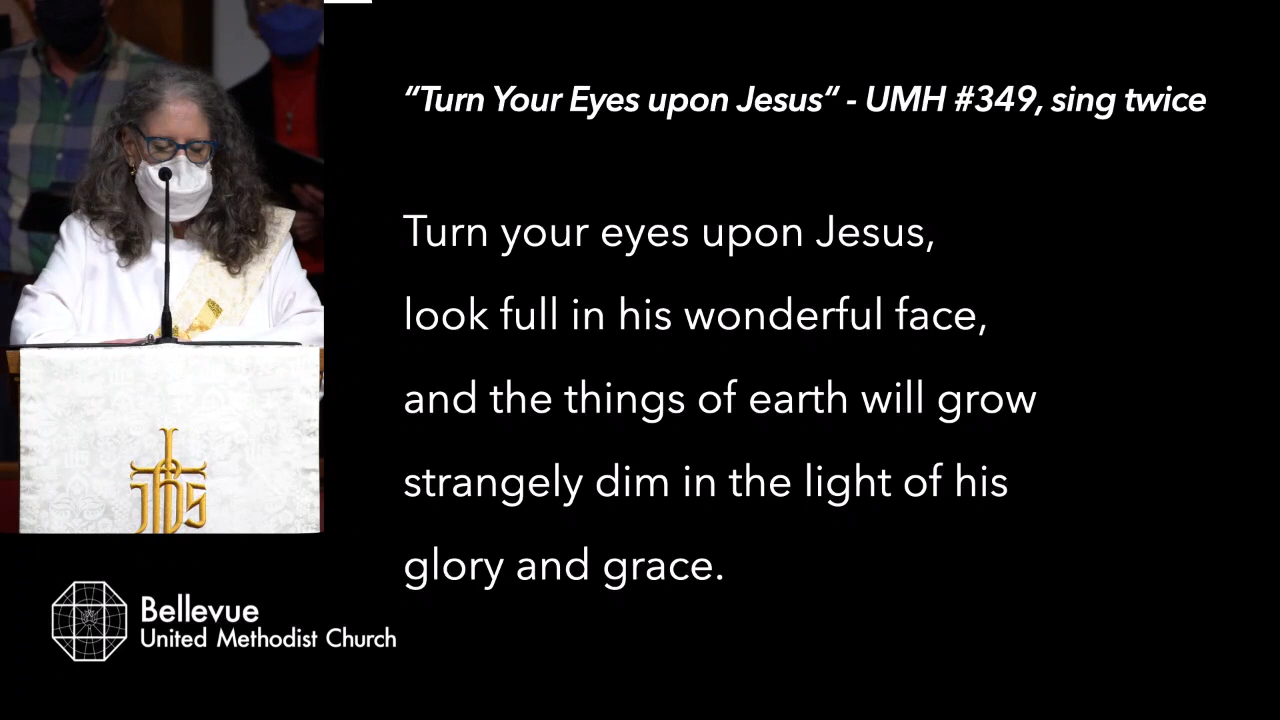 “Turn Your Eyes upon Jesus” - UMH #349, sing twice
Turn your eyes upon Jesus,
look full in his wonderful face,
and the things of earth will grow
strangely dim in the light of his
glory and grace.
IHS
Bellevue
United Methodist Church